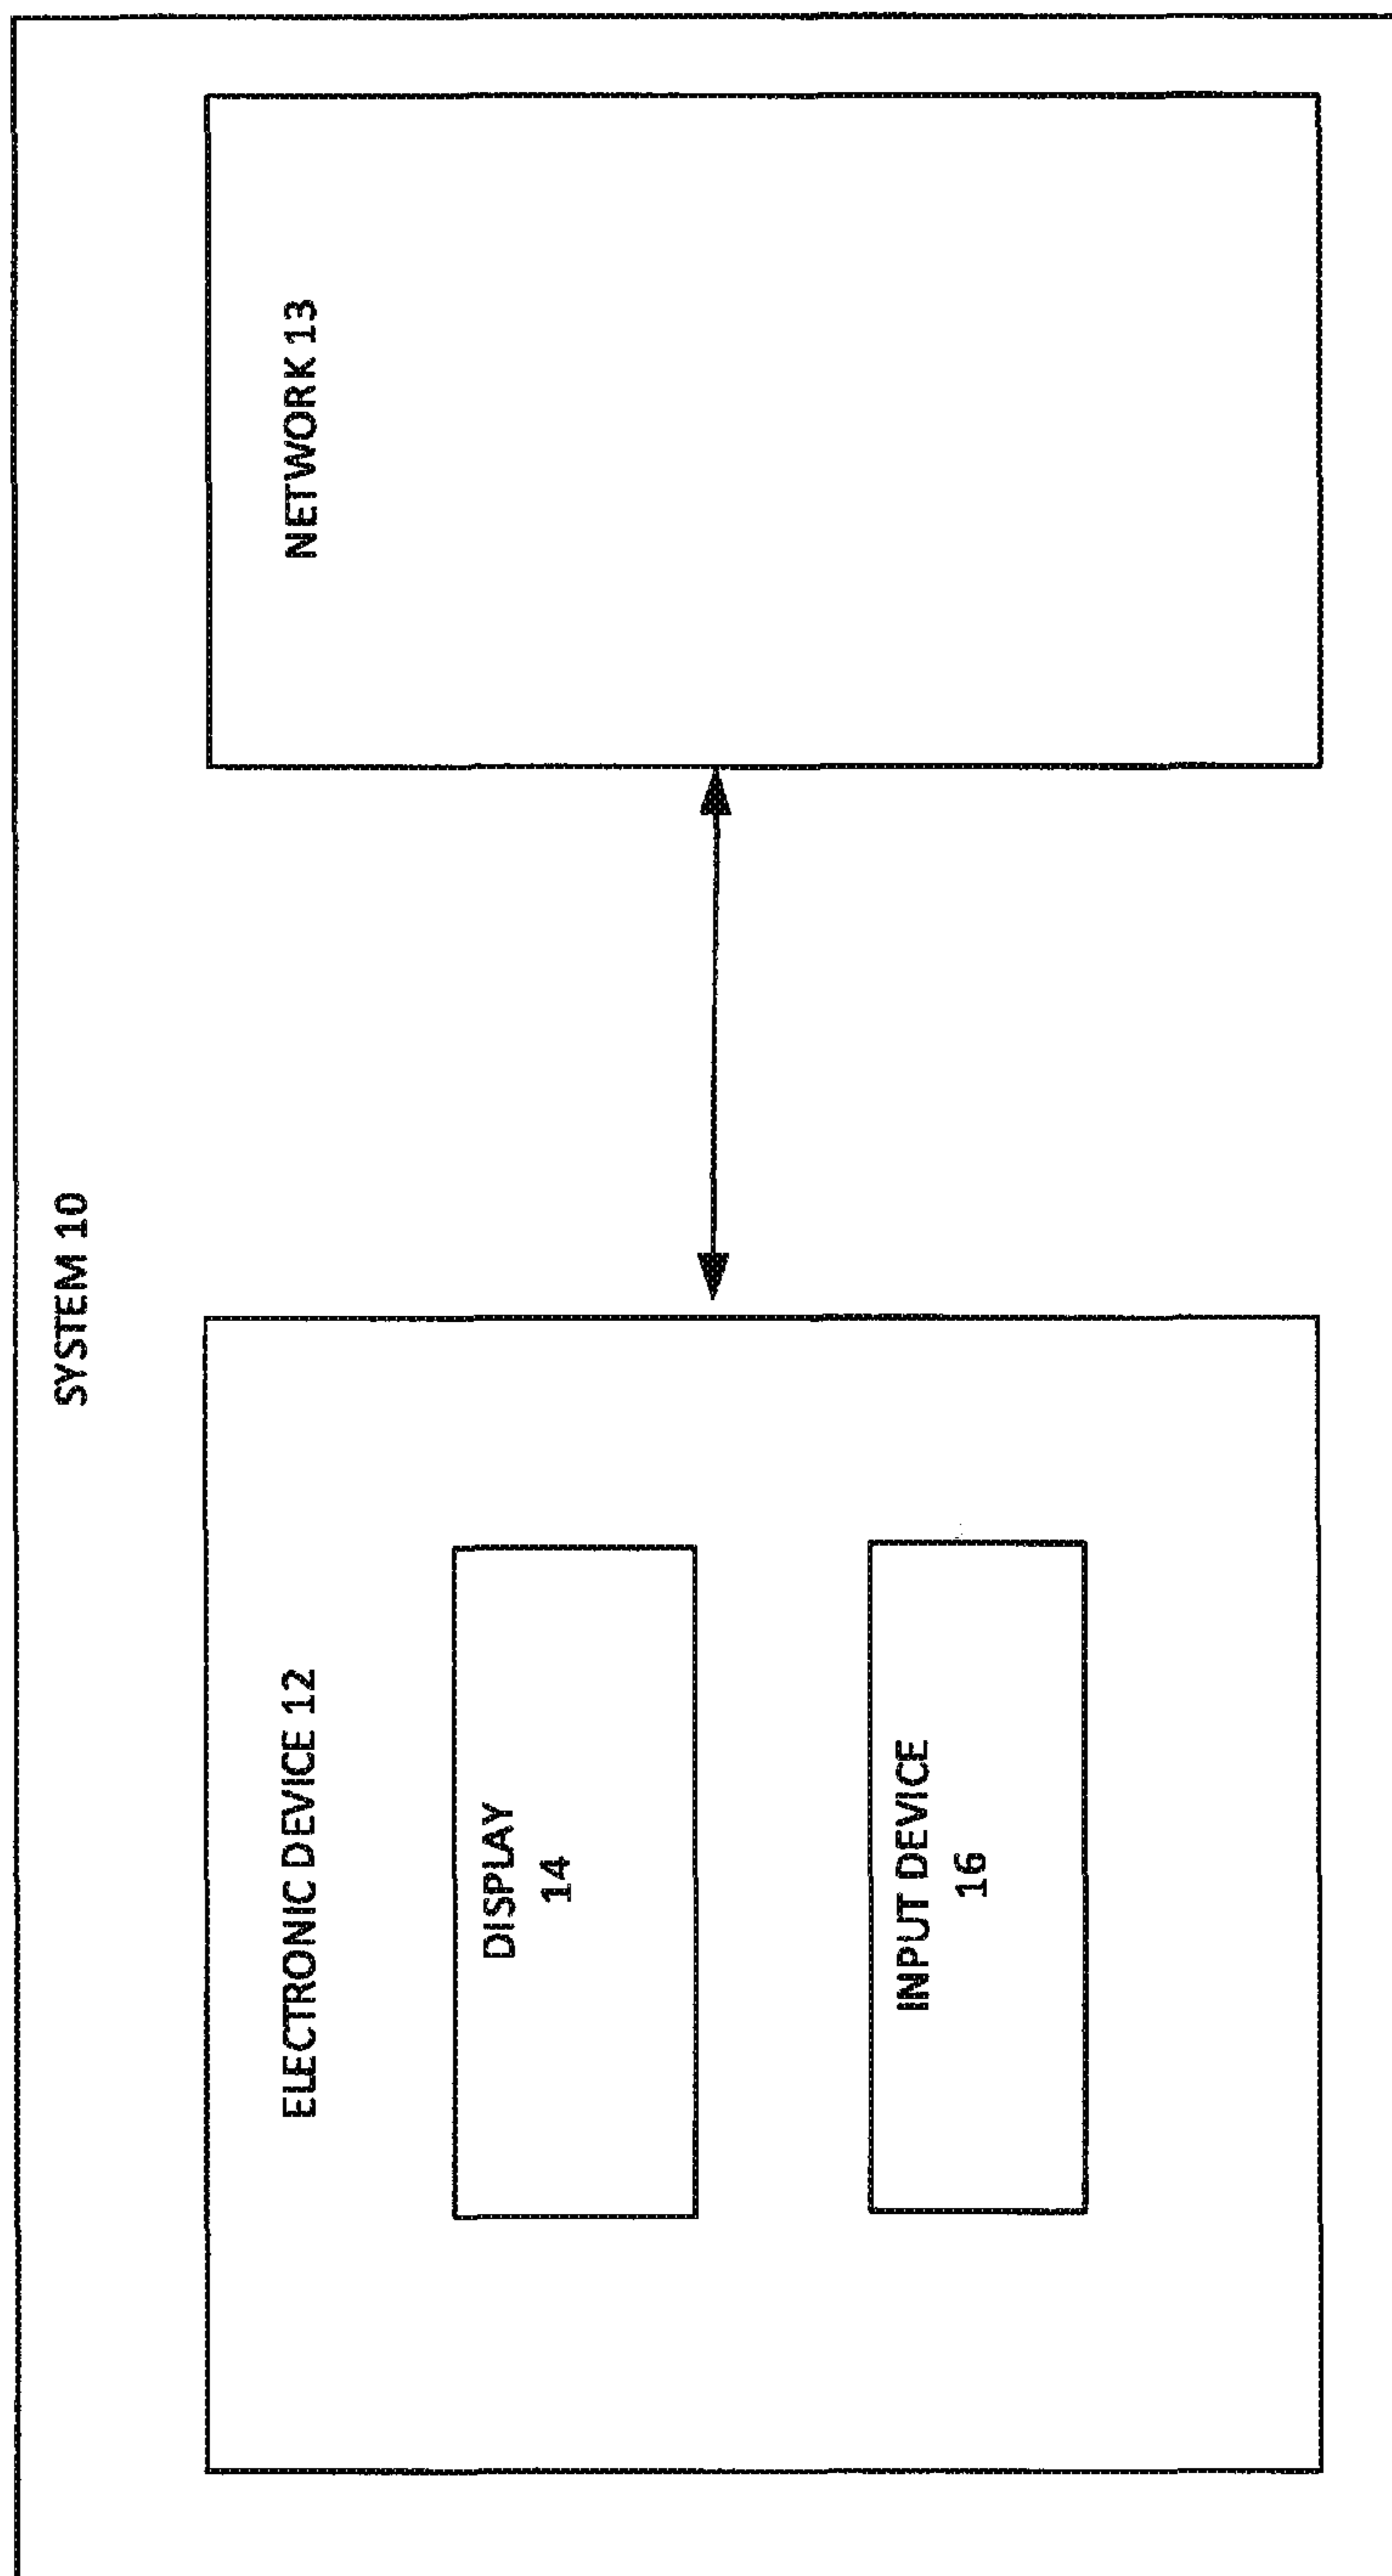 SYSTEM 10
ELECTRONIC DEVICE 12
DISPLAY
14
INPUT DEVICE
16
NETWORK 13